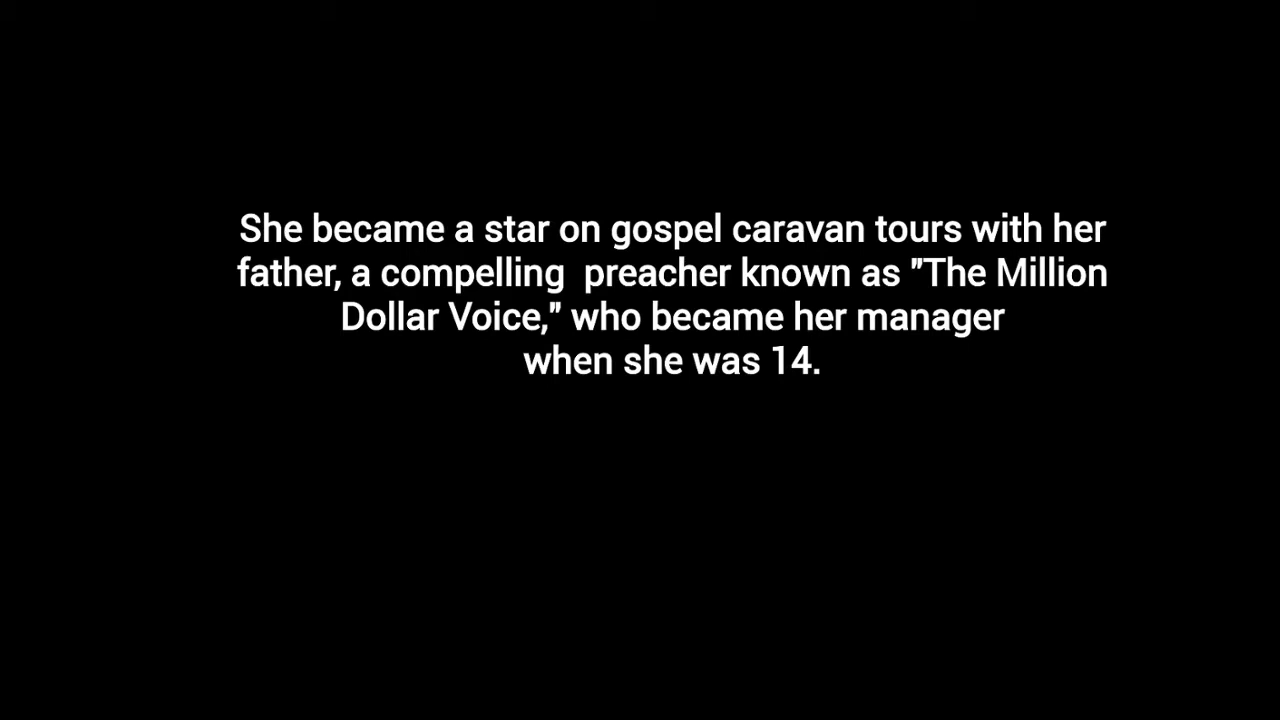 She became a star on gospel caravan tours with her
father, a compelling  preacher known as "The Million
Dollar Voice," who became her manager
when she was 14.